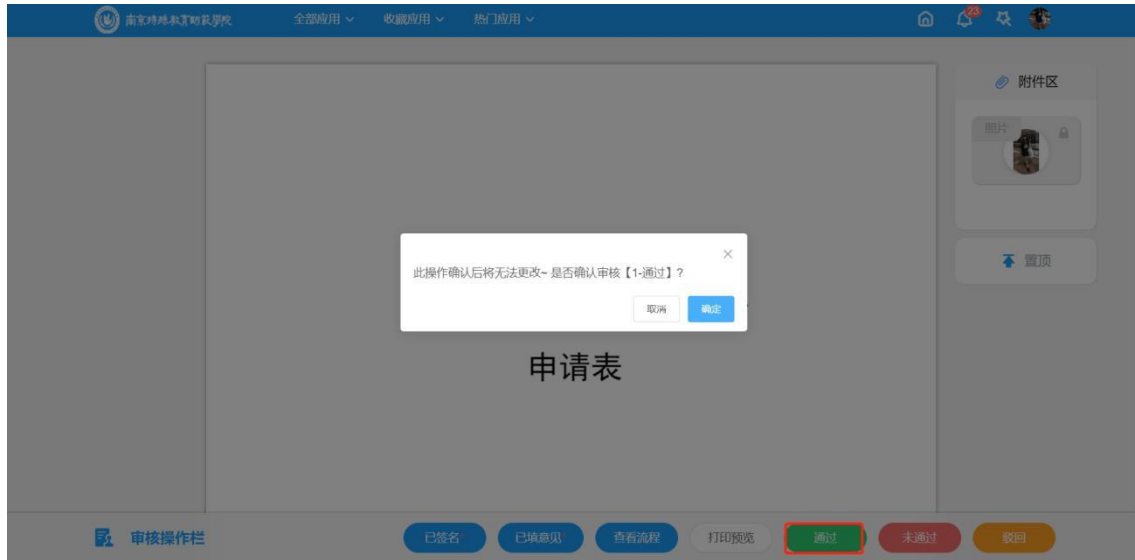 南京特殊教育师范学院 全部应用 收藏应用 热门应用 23
附件区
照片
此操作确认后将无法更改~ 是否确认审核【1-通过】?
置顶
取消 确定
申请表
审核操作栏 已签名 已填意见 查看流程 打印预览 通过 未通过 驳回